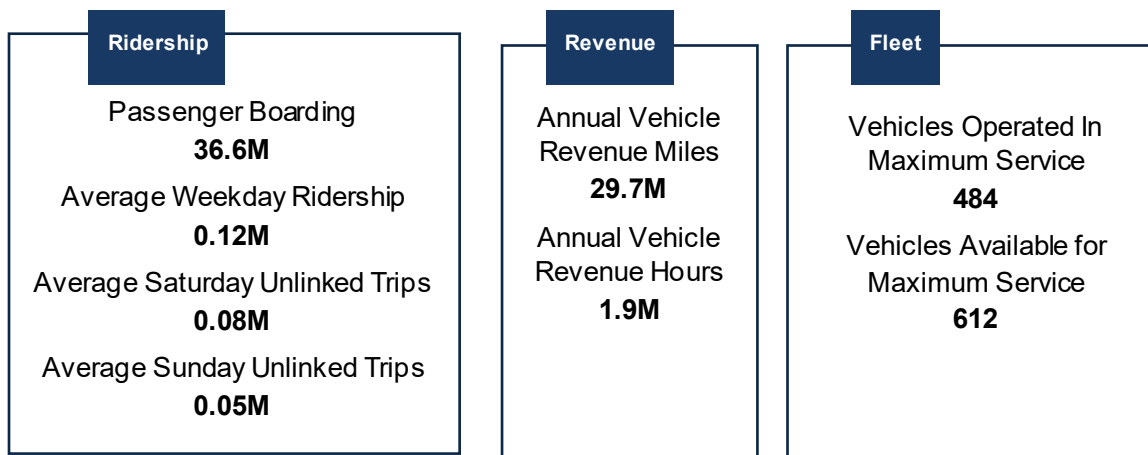 Ridership
Passenger Boarding
36.6M
Average Weekday Ridership
0.12M
Average Saturday Unlinked Trips
0.08M
Average Sunday Unlinked Trips
0.05M
Revenue
Annual Vehicle
Revenue Miles
29.7M
Annual Vehicle
Revenue Hours
1.9M
Fleet
Vehicles Operated In
Maximum Service
484
Vehicles Available for
Maximum Service
612